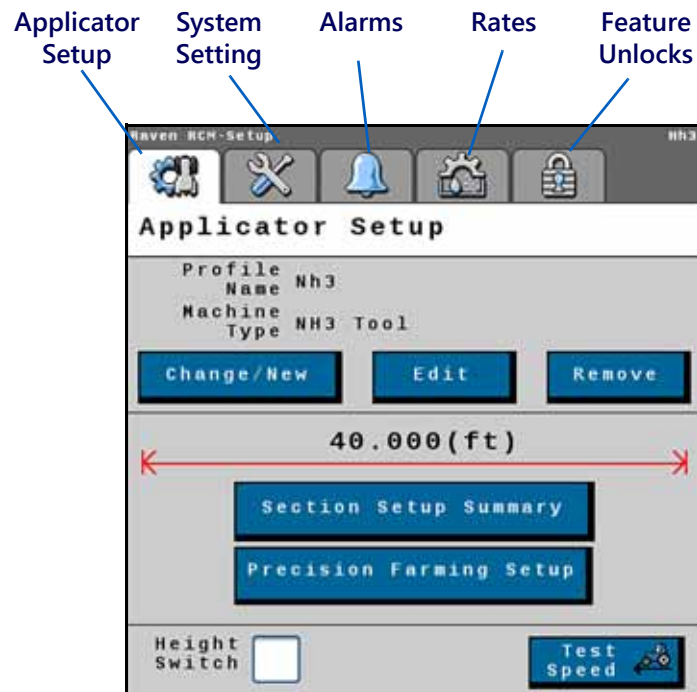 Applicator Setup
System Setting
Alarms
Rates
Feature Unlocks
Raven RCM-Setup
Nh3
Applicator Setup
Profile Name Nh3
Machine Type NH3 Tool
Change/New
Edit
Remove
40.000(ft)
Section Setup Summary
Precision Farming Setup
Height Switch
Test Speed